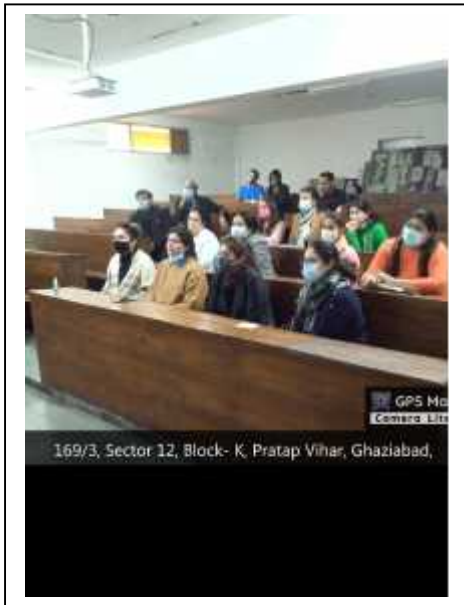 GPS Ma
Camera Lite
169/3, Sector 12, Block- K, Pratap Vihar, Ghaziabad,